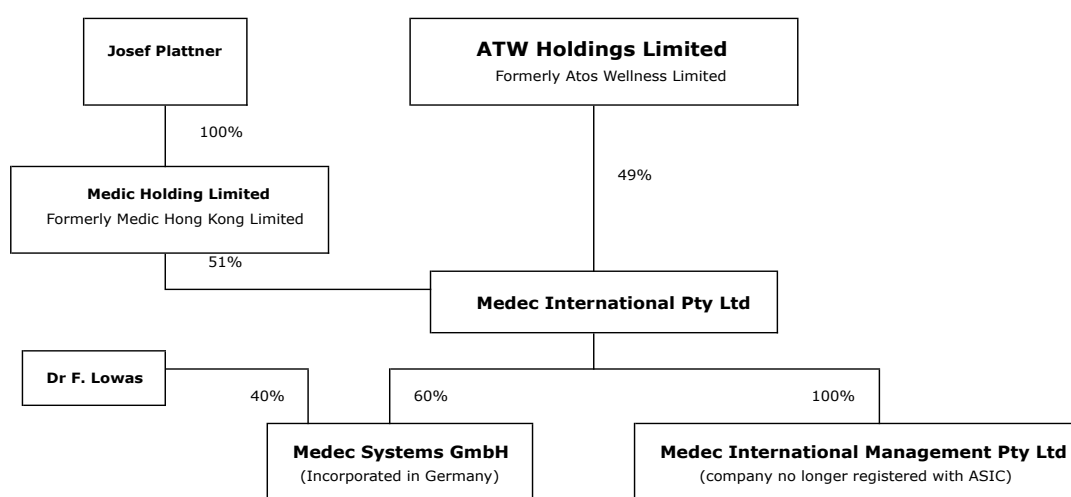 Josef Plattner
ATW Holdings Limited
Formerly Atos Wellness Limited
100%
49%
Medic Holding Limited
Formerly Medic Hong Kong Limited
51%
Medec International Pty Ltd
Dr F. Lowas
40%
60%
100%
Medec Systems GmbH
(Incorporated in Germany)
Medec International Management Pty Ltd
(company no longer registered with ASIC)